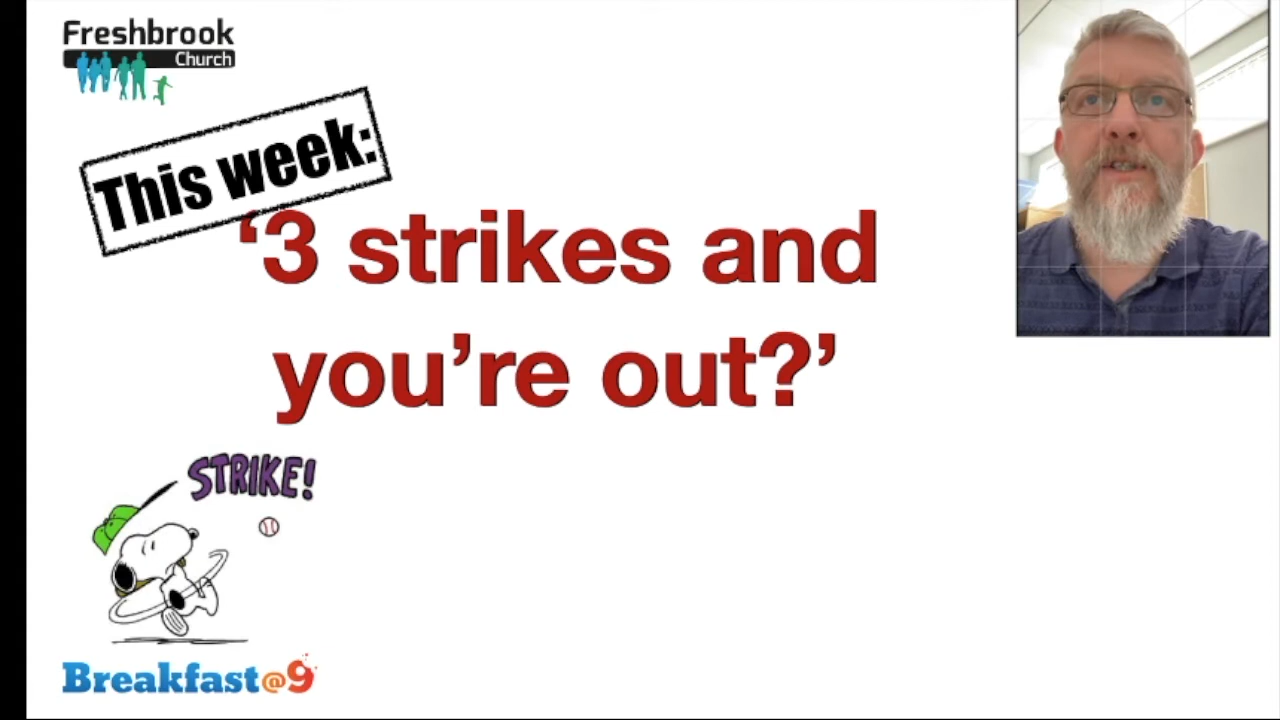 Freshbrook
Church
This week:
‘3 strikes and
you’re out?’
STRIKE!
Breakfast@9